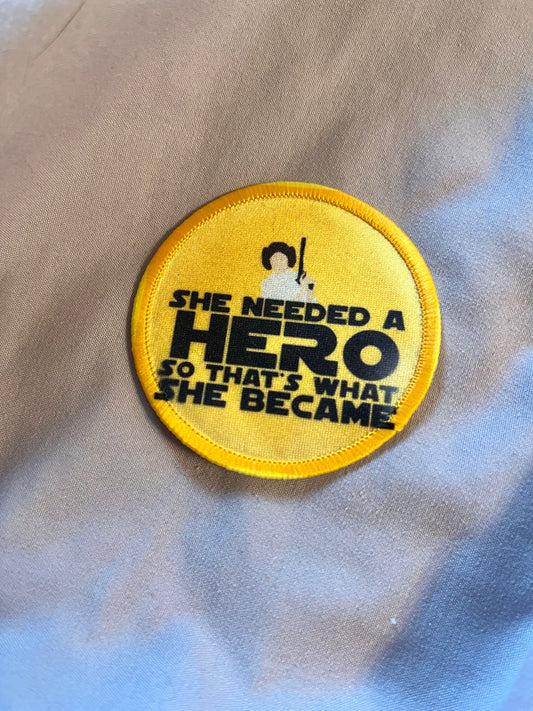 SHE NEEDED A
HERO
SO THAT'S WHAT
SHE BECAME